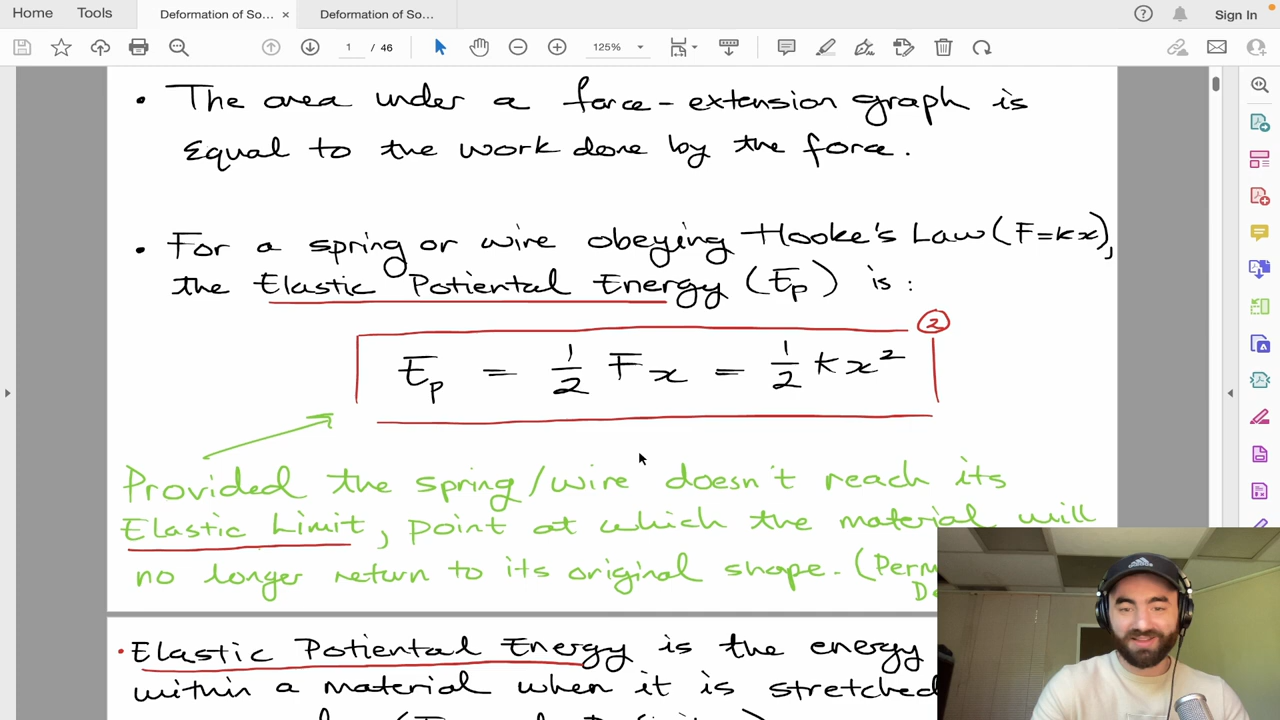 Home Tools Deformation of So... × Deformation of So... Sign In
1 / 46 125%
• The area under a force-extension graph is
Equal to the work done by the force.
• For a spring or wire obeying Hooke's Law (F=kx),
the Elastic Potiental Energy (Ep) is :
2
Ep = 1/2 Fx = 1/2 kx²
Provided the spring/wire doesn't reach its
Elastic Limit, point at which the material will
no longer return to its original shape. (Perm
• Elastic Potiental Energy is the energy
within a material when it is stretched